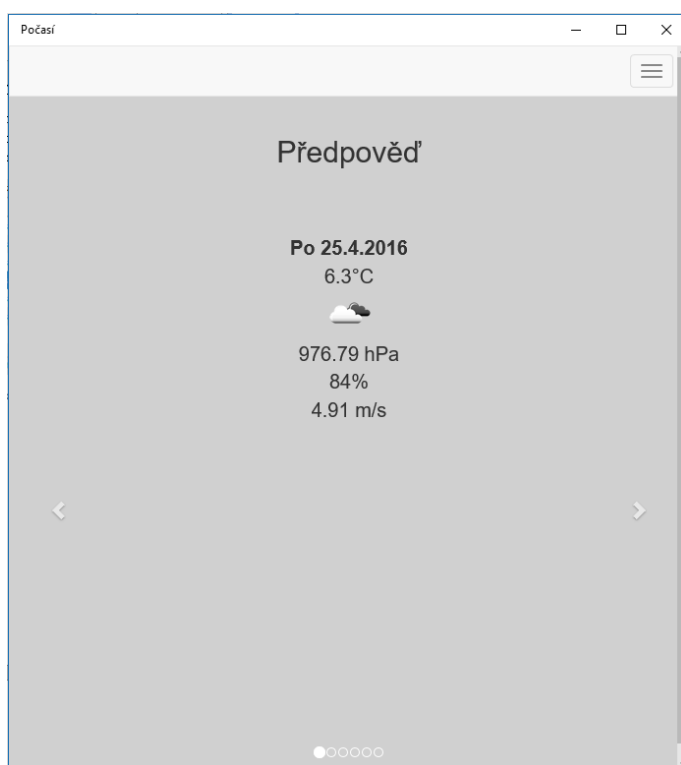 Počasí
Předpověď
Po 25.4.2016
6.3°C
976.79 hPa
84%
4.91 m/s